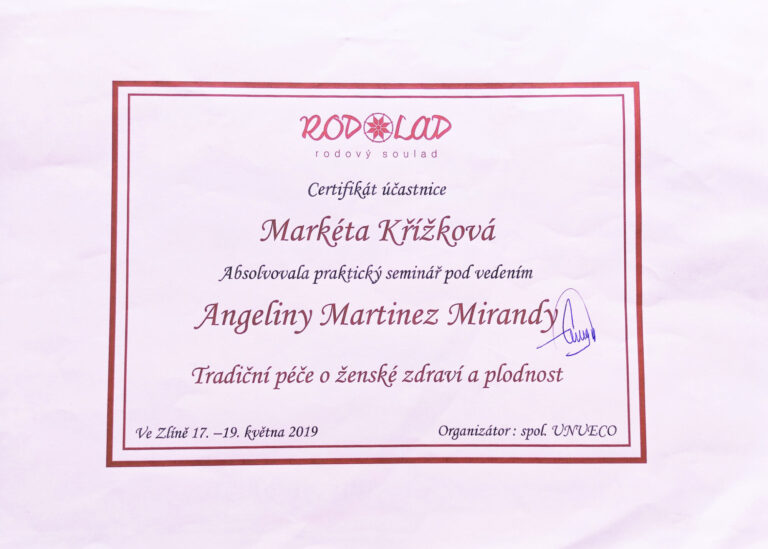 RODOLAD
rodový soulad
Certifikát účastnice
Markéta Křížková
Absolvovala praktický seminář pod vedením
Angeliny Martinez Mirandy
Tradiční péče o ženské zdraví a plodnost
Ve Zlíně 17. –19. května 2019 Organizátor : spol. UNUECO